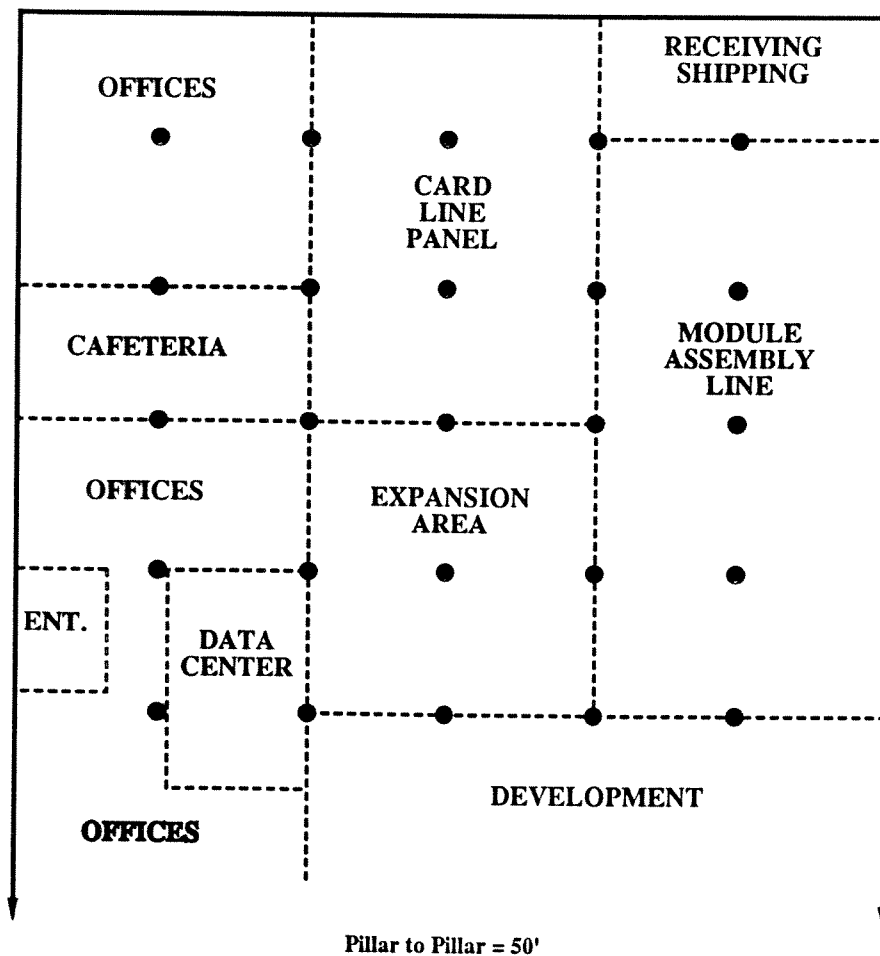 RECEIVING
SHIPPING
OFFICES
CARD
LINE
PANEL
CAFETERIA
MODULE
ASSEMBLY
LINE
OFFICES
EXPANSION
AREA
ENT.
DATA
CENTER
DEVELOPMENT
OFFICES
Pillar to Pillar = 50'